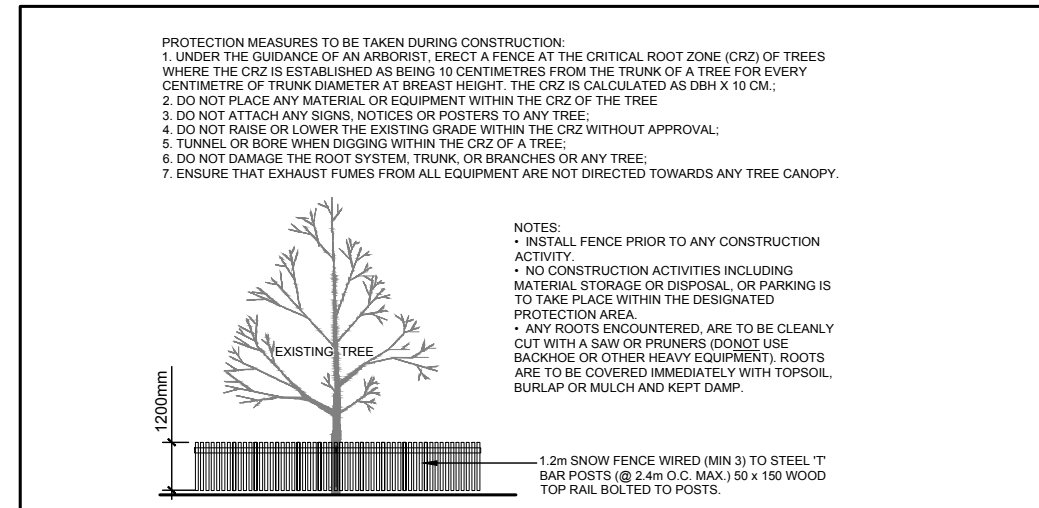 PROTECTION MEASURES TO BE TAKEN DURING CONSTRUCTION:
1. UNDER THE GUIDANCE OF AN ARBORIST, ERECT A FENCE AT THE CRITICAL ROOT ZONE (CRZ) OF TREES
WHERE THE CRZ IS ESTABLISHED AS BEING 10 CENTIMETRES FROM THE TRUNK OF A TREE FOR EVERY
CENTIMETRE OF TRUNK DIAMETER AT BREAST HEIGHT. THE CRZ IS CALCULATED AS DBH X 10 CM.;
2. DO NOT PLACE ANY MATERIAL OR EQUIPMENT WITHIN THE CRZ OF THE TREE
3. DO NOT ATTACH ANY SIGNS, NOTICES OR POSTERS TO ANY TREE;
4. DO NOT RAISE OR LOWER THE EXISTING GRADE WITHIN THE CRZ WITHOUT APPROVAL;
5. TUNNEL OR BORE WHEN DIGGING WITHIN THE CRZ OF A TREE;
6. DO NOT DAMAGE THE ROOT SYSTEM, TRUNK, OR BRANCHES OR ANY TREE;
7. ENSURE THAT EXHAUST FUMES FROM ALL EQUIPMENT ARE NOT DIRECTED TOWARDS ANY TREE CANOPY.
NOTES:
• INSTALL FENCE PRIOR TO ANY CONSTRUCTION
ACTIVITY.
• NO CONSTRUCTION ACTIVITIES INCLUDING
MATERIAL STORAGE OR DISPOSAL, OR PARKING IS
TO TAKE PLACE WITHIN THE DESIGNATED
PROTECTION AREA.
• ANY ROOTS ENCOUNTERED, ARE TO BE CLEANLY
CUT WITH A SAW OR PRUNERS (DO NOT USE
BACKHOE OR OTHER HEAVY EQUIPMENT). ROOTS
ARE TO BE COVERED IMMEDIATELY WITH TOPSOIL,
BURLAP OR MULCH AND KEPT DAMP.
EXISTING TREE
1200mm
1.2m SNOW FENCE WIRED (MIN 3) TO STEEL 'T'
BAR POSTS (@ 2.4m O.C. MAX.) 50 x 150 WOOD
TOP RAIL BOLTED TO POSTS.